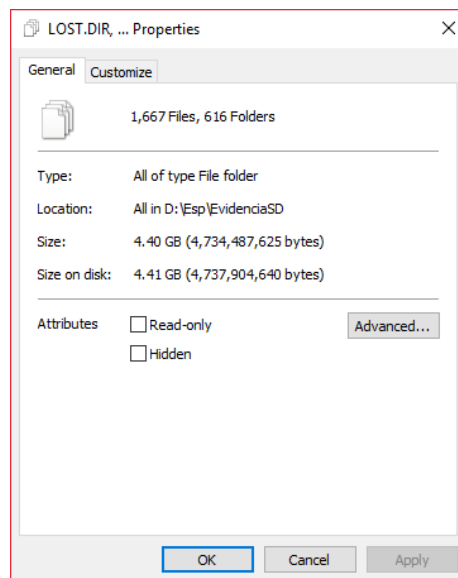 LOST.DIR, ... Properties
General Customize
1,667 Files, 616 Folders
Type: All of type File folder
Location: All in D:\Esp\EvidenciaSD
Size: 4.40 GB (4,734,487,625 bytes)
Size on disk: 4.41 GB (4,737,904,640 bytes)
Attributes Read-only Advanced...
Hidden
OK Cancel Apply